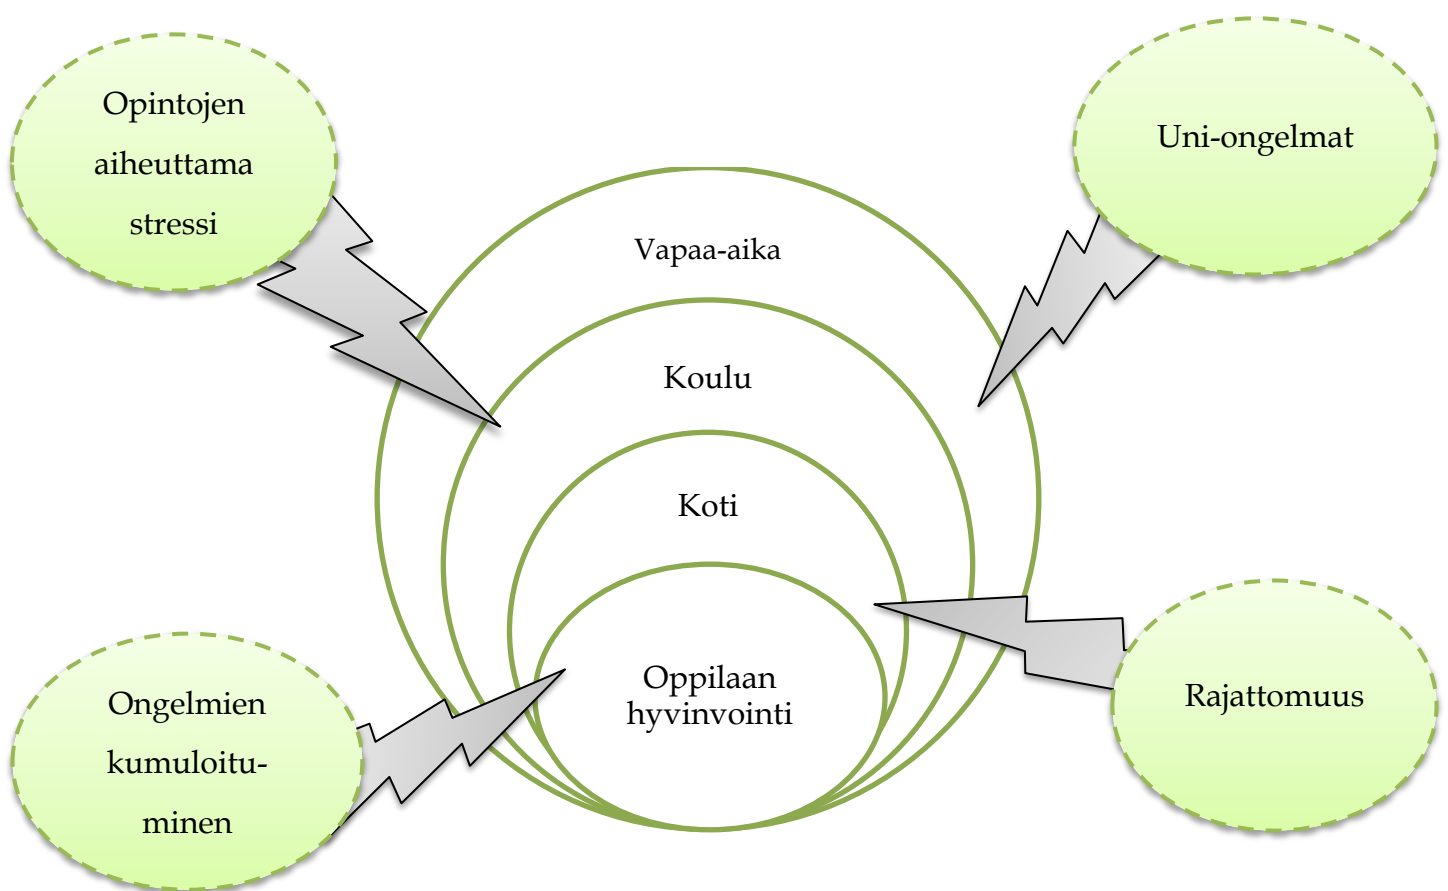 Opintojen
aiheuttama
stressi
Uni-ongelmat
Vapaa-aika
Koulu
Koti
Oppilaan
hyvinvointi
Ongelmien
kumuloitu-
minen
Rajattomuus